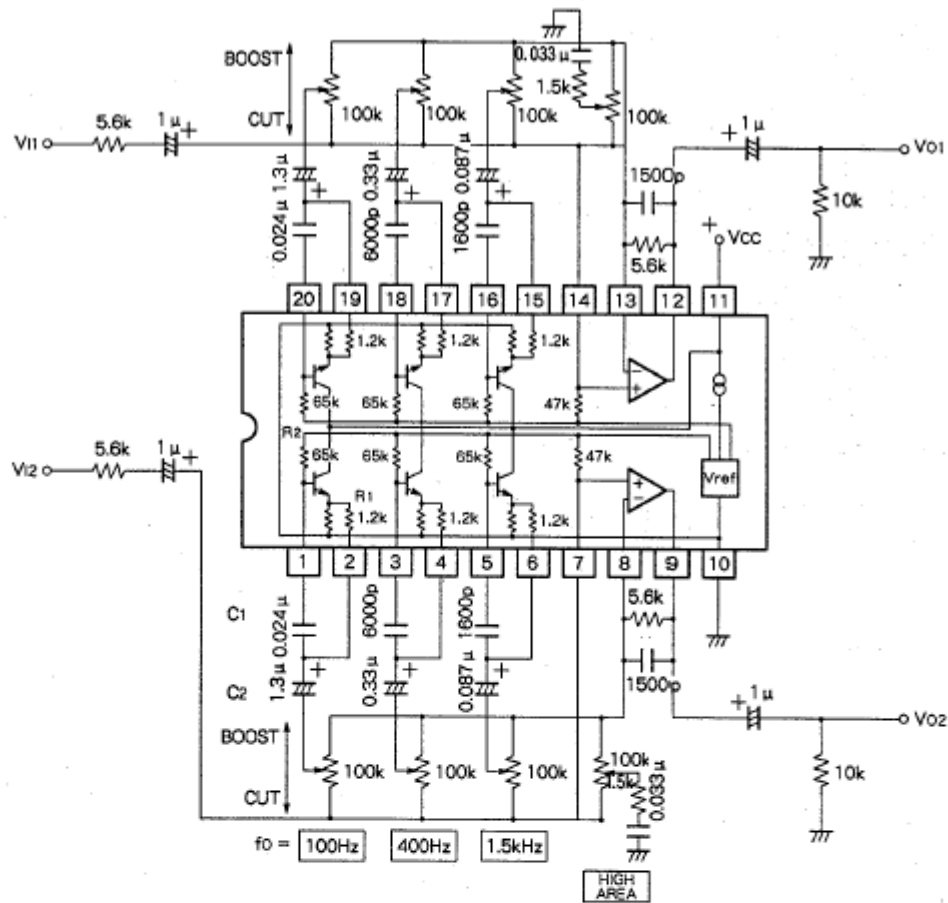 BOOST
CUT
100k
100k
100k
0.033μ
1.5k
100k
VI1
5.6k
1μ
+
1.3μ
+
0.024μ
0.33μ
+
6000p
0.087μ
+
1600p
1500p
5.6k
+
1μ
VO1
10k
+
VCC
20
19
18
17
16
15
14
13
12
11
1.2k
1.2k
1.2k
65k
65k
65k
47k
−
+
R2
65k
65k
65k
47k
R1
1.2k
1.2k
1.2k
+
−
Vref
VI2
5.6k
1μ
+
1
2
3
4
5
6
7
8
9
10
C1
0.024μ
6000p
1600p
C2
1.3μ
+
0.33μ
+
0.087μ
+
5.6k
1500p
+
1μ
VO2
10k
BOOST
CUT
100k
100k
100k
100k
1.5k
0.033μ
fo =
100Hz
400Hz
1.5kHz
HIGH
AREA